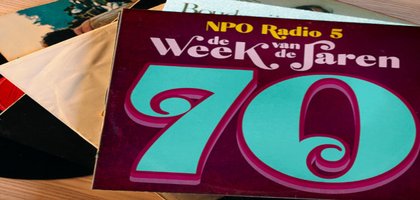 NPO Radio 5
de Week van de Jaren
70